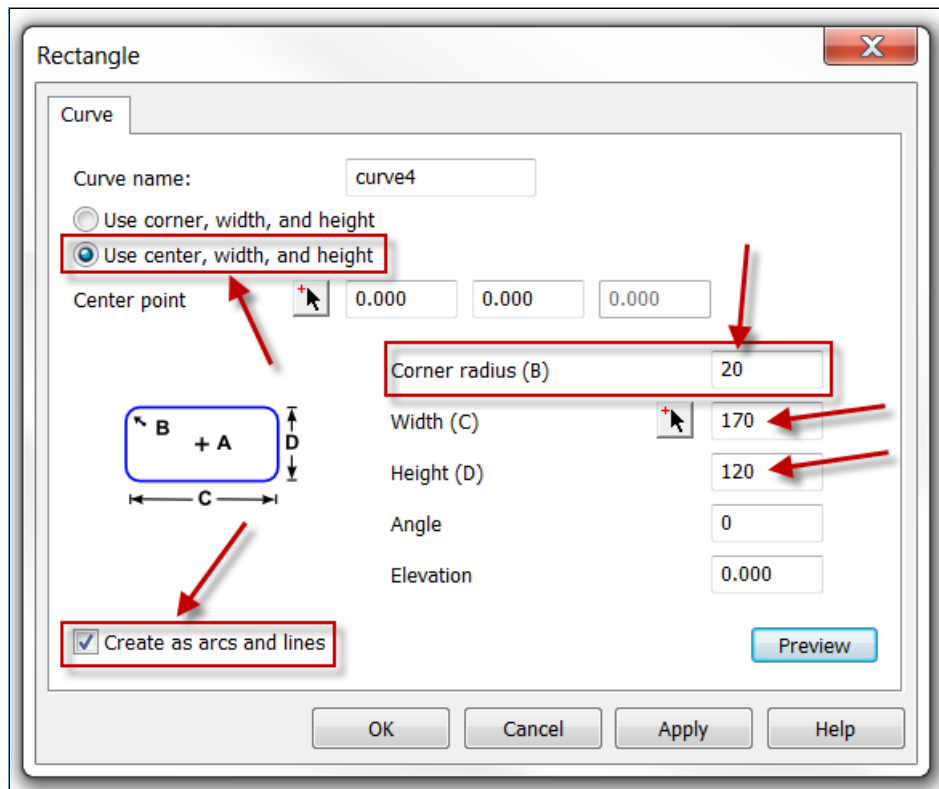 Rectangle
X
Curve
Curve name: curve4
Use corner, width, and height
Use center, width, and height
Center point 0.000 0.000 0.000
Corner radius (B) 20
Width (C) 170
Height (D) 120
Angle 0
Elevation 0.000
B
+ A
D
C
Create as arcs and lines
Preview
OK Cancel Apply Help